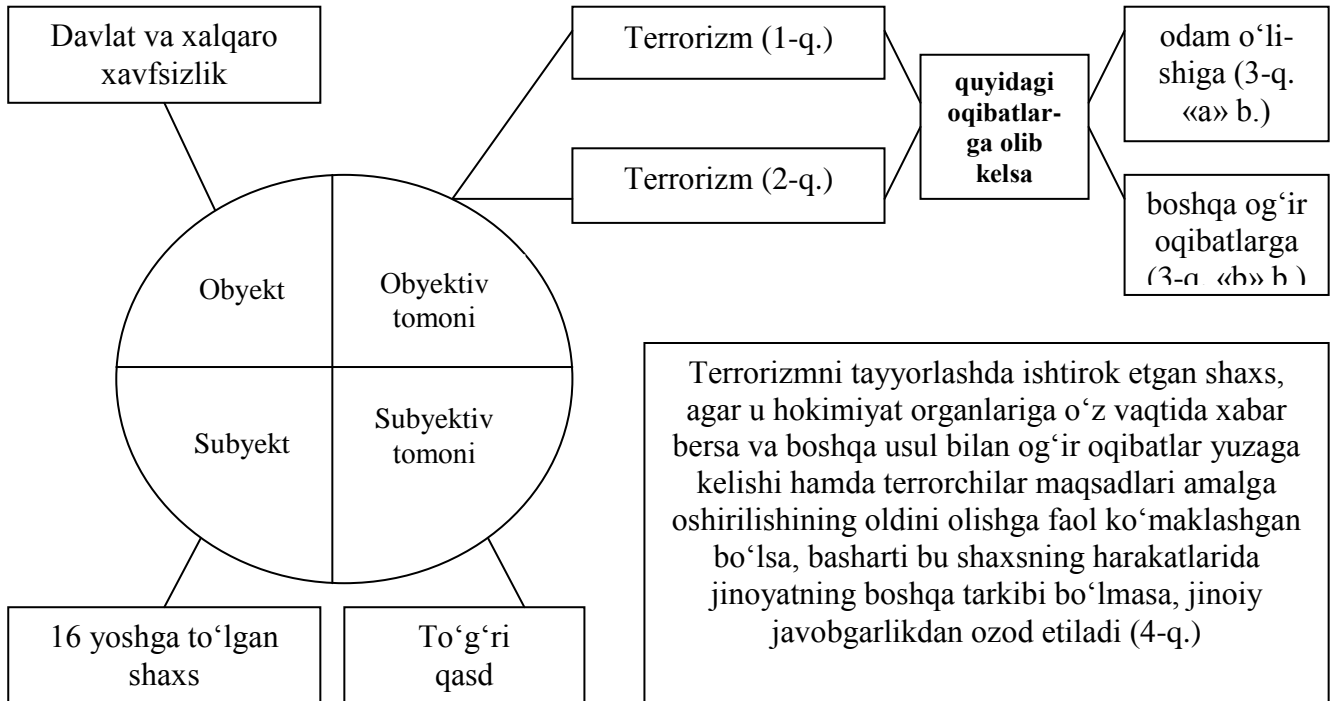 Davlat va xalqaro
xavfsizlik
Terrorizm (1-q.)
Terrorizm (2-q.)
quyidagi
oqibatlar-
ga olib
kelsa
odam o‘li-
shiga (3-q.
«a» b.)
boshqa og‘ir
oqibatlarga
(3-q. «b» b.)
Obyekt
Obyektiv
tomoni
Subyekt
Subyektiv
tomoni
16 yoshga to‘lgan
shaxs
To‘g‘ri
qasd
Terrorizmni tayyorlashda ishtirok etgan shaxs,
agar u hokimiyat organlariga o‘z vaqtida xabar
bersa va boshqa usul bilan og‘ir oqibatlar yuzaga
kelishi hamda terrorchilar maqsadlari amalga
oshirilishining oldini olishga faol ko‘maklashgan
bo‘lsa, basharti bu shaxsning harakatlarida
jinoyatning boshqa tarkibi bo‘lmasa, jinoiy
javobgarlikdan ozod etiladi (4-q.)